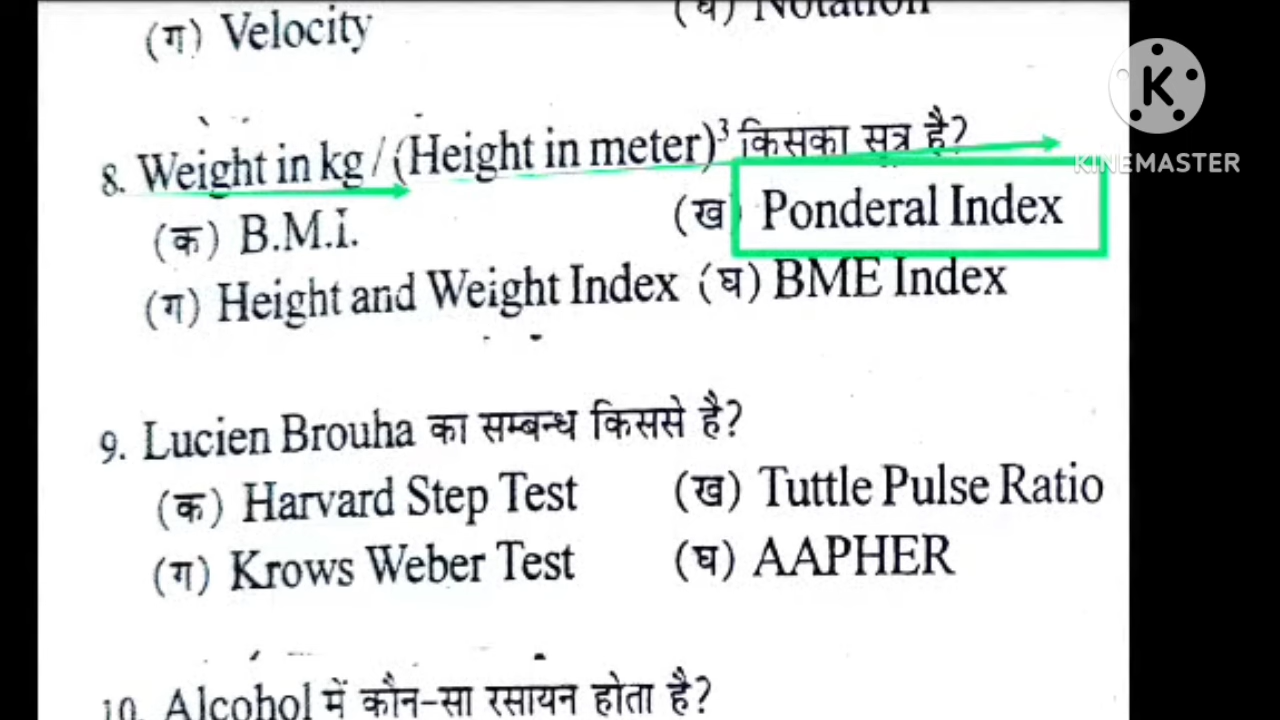 (ग) Velocity
(घ) Notation
8. Weight in kg / (Height in meter)³ किसका सूत्र है?
(क) B.M.I.
(ख) Ponderal Index
(ग) Height and Weight Index (घ) BME Index
9. Lucien Brouha का सम्बन्ध किससे है?
(क) Harvard Step Test
(ख) Tuttle Pulse Ratio
(ग) Krows Weber Test
(घ) AAPHER
10. Alcohol में कौन-सा रसायन होता है?
K
KINEMASTER